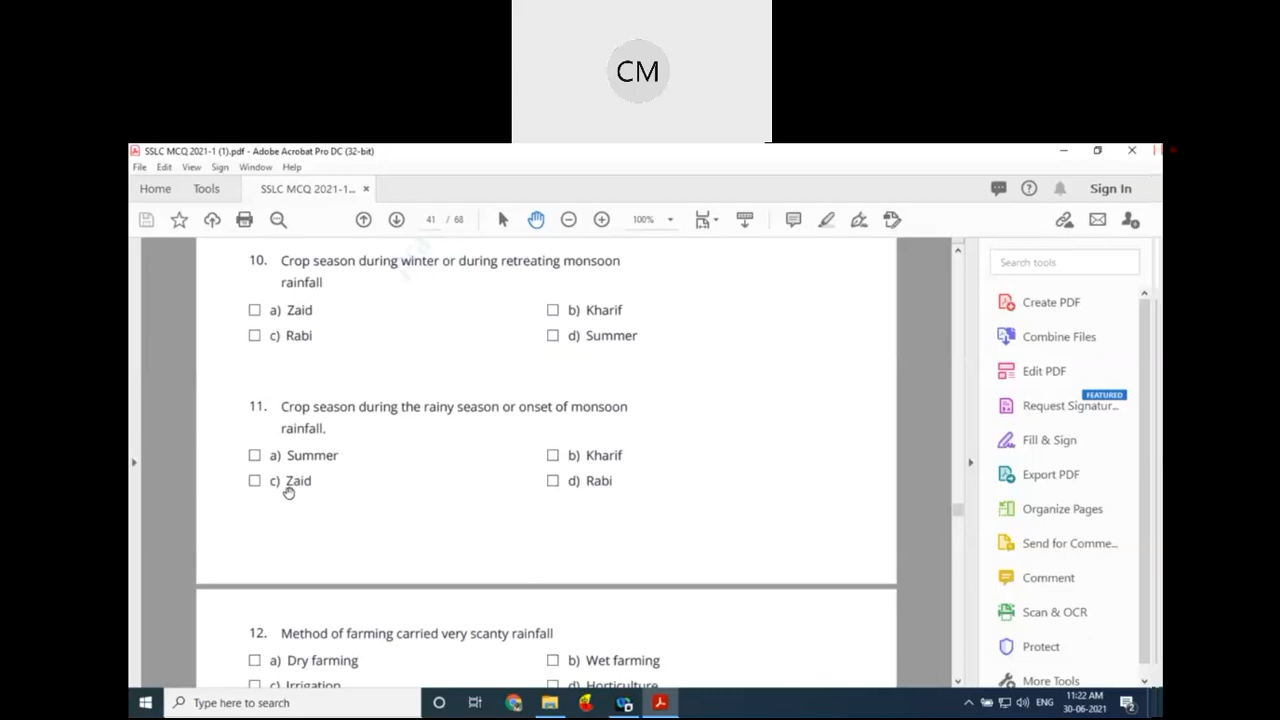 CM
SSLC MCQ 2021-1 (1).pdf - Adobe Acrobat Pro DC (32-bit)
File Edit View Sign Window Help
Home Tools SSLC MCQ 2021-1... × Sign In
41 / 68 100%
10. Crop season during winter or during retreating monsoon
rainfall
a) Zaid b) Kharif
c) Rabi d) Summer
11. Crop season during the rainy season or onset of monsoon
rainfall.
a) Summer b) Kharif
c) Zaid d) Rabi
12. Method of farming carried very scanty rainfall
a) Dry farming b) Wet farming
c) Irrigation d) Horticulture
Search tools
Create PDF
Combine Files
Edit PDF
FEATURED
Request Signatur...
Fill & Sign
Export PDF
Organize Pages
Send for Comme...
Comment
Scan & OCR
Protect
More Tools
Type here to search
ENG
11:22 AM
30-06-2021
2